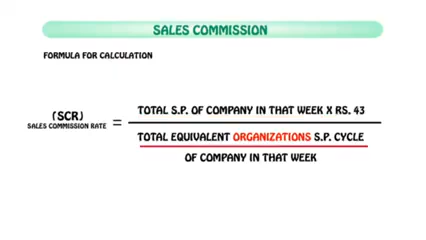 SALES COMMISSION
FORMULA FOR CALCULATION
(SCR)
SALES COMMISSION RATE
=
TOTAL S.P. OF COMPANY IN THAT WEEK X RS. 43
TOTAL EQUIVALENT ORGANIZATIONS S.P. CYCLE
OF COMPANY IN THAT WEEK